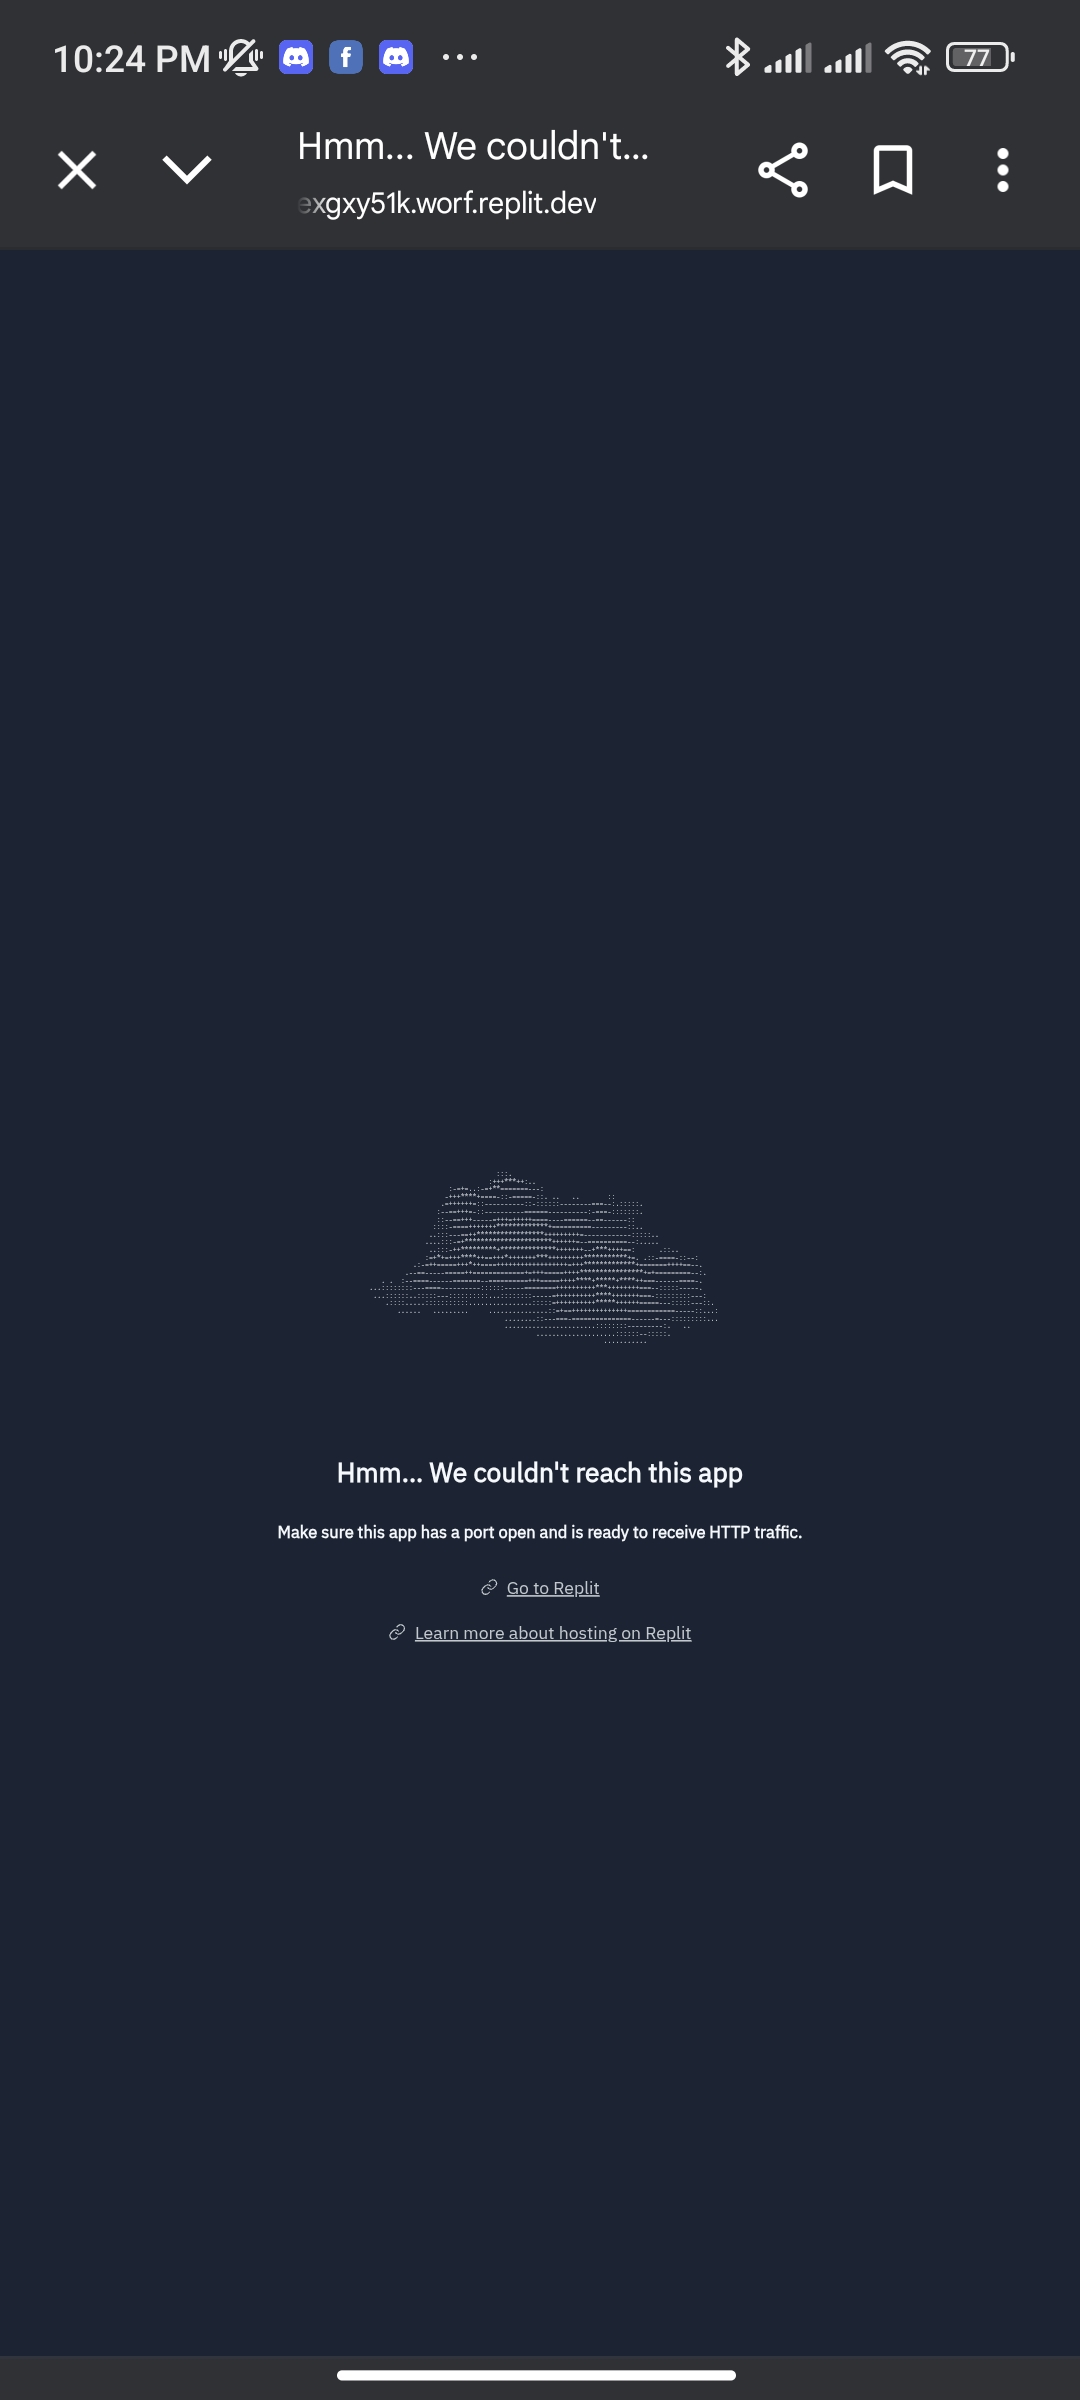 10:24 PM
77
Hmm... We couldn't...
exgxy51k.worf.replit.dev
Hmm... We couldn't reach this app
Make sure this app has a port open and is ready to receive HTTP traffic.
Go to Replit
Learn more about hosting on Replit